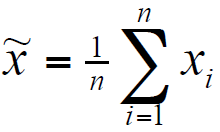 x̃ = 1/n ∑_{i=1}^{n} x_i